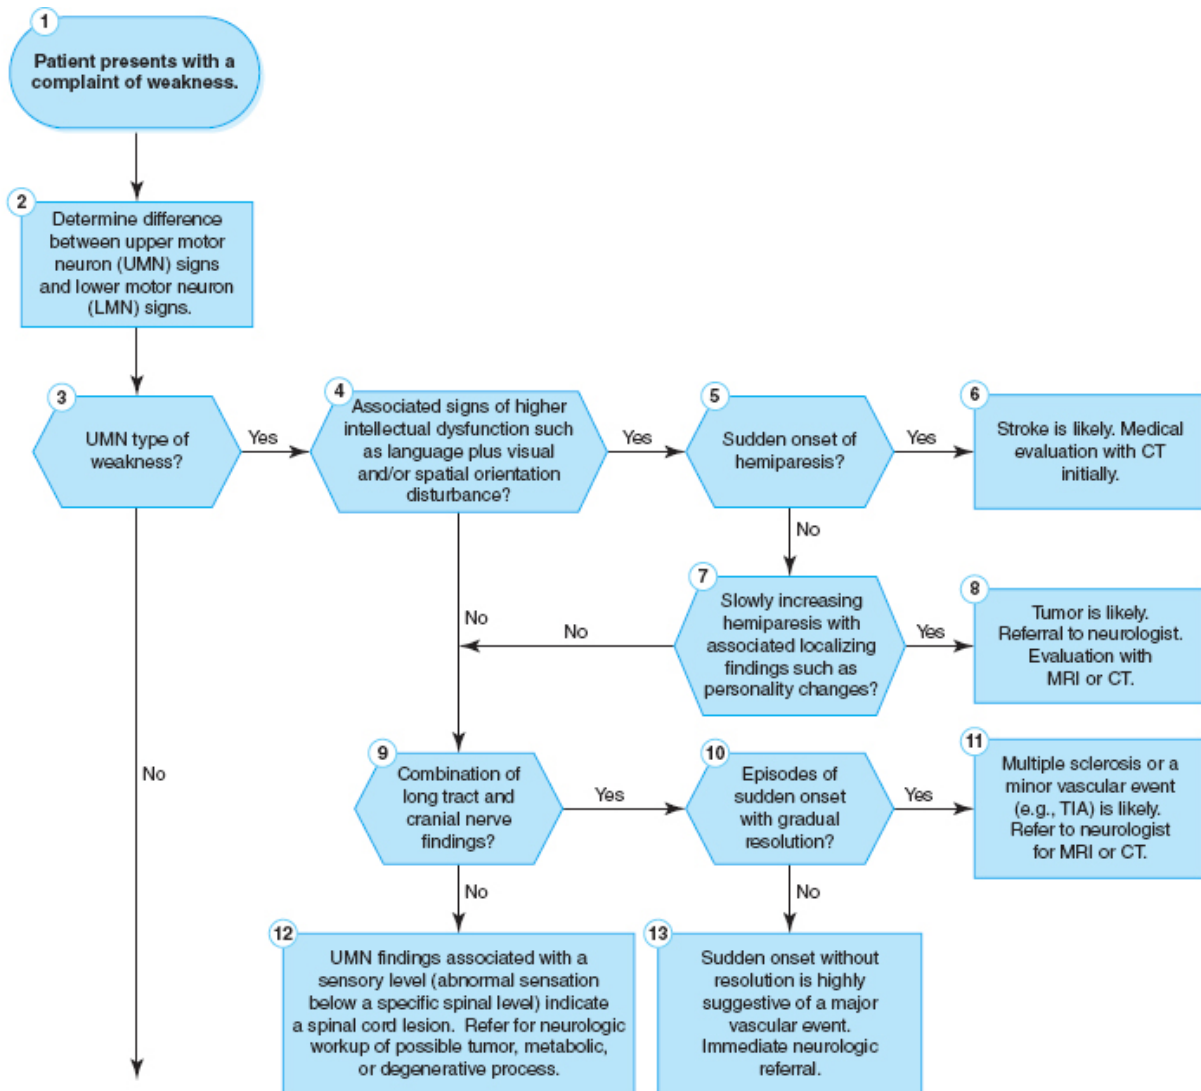 1
Patient presents with a
complaint of weakness.
2
Determine difference
between upper motor
neuron (UMN) signs
and lower motor neuron
(LMN) signs.
3
UMN type of
weakness?
Yes
4
Associated signs of higher
intellectual dysfunction such
as language plus visual
and/or spatial orientation
disturbance?
Yes
5
Sudden onset of
hemiparesis?
Yes
6
Stroke is likely. Medical
evaluation with CT
initially.
No
7
Slowly increasing
hemiparesis with
associated localizing
findings such as
personality changes?
No
No
Yes
8
Tumor is likely.
Referral to neurologist.
Evaluation with
MRI or CT.
No
9
Combination of
long tract and
cranial nerve
findings?
Yes
10
Episodes of
sudden onset
with gradual
resolution?
Yes
11
Multiple sclerosis or a
minor vascular event
(e.g., TIA) is likely.
Refer to neurologist
for MRI or CT.
No
No
12
UMN findings associated with a
sensory level (abnormal sensation
below a specific spinal level) indicate
a spinal cord lesion. Refer for neurologic
workup of possible tumor, metabolic,
or degenerative process.
13
Sudden onset without
resolution is highly
suggestive of a major
vascular event.
Immediate neurologic
referral.